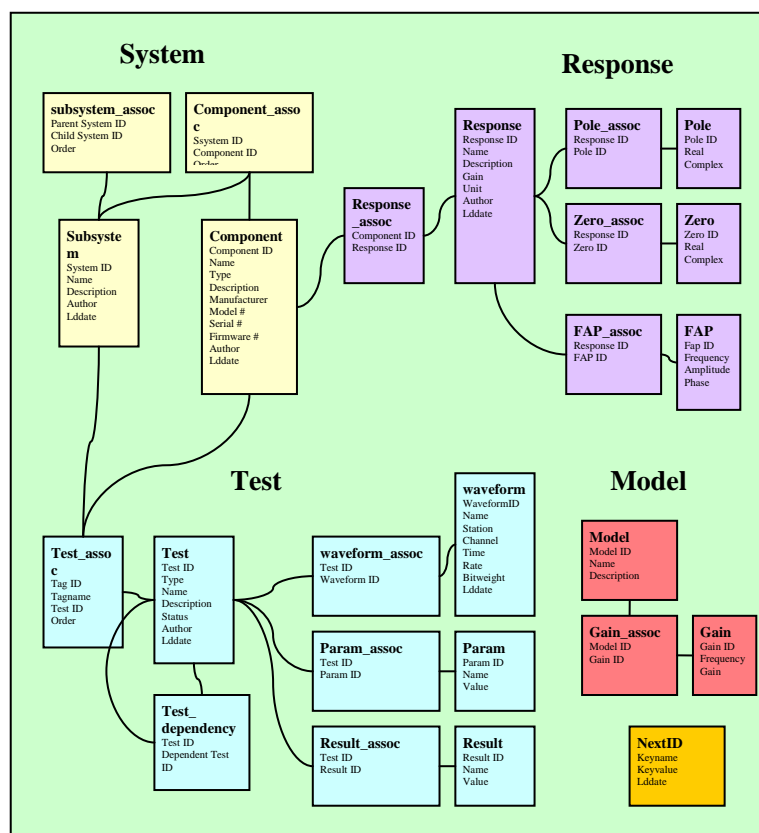 System
Response
subsystem_assoc
Parent System ID
Child System ID
Order
Component_asso
c
Ssystem ID
Component ID
Order
Response
Response ID
Name
Description
Gain
Unit
Author
Lddate
Pole_assoc
Response ID
Pole ID
Pole
Pole ID
Real
Complex
Response
_assoc
Component ID
Response ID
Zero_assoc
Response ID
Zero ID
Zero
Zero ID
Real
Complex
Subsyste
m
System ID
Name
Description
Author
Lddate
Component
Component ID
Name
Type
Description
Manufacturer
Model #
Serial #
Firmware #
Author
Lddate
FAP_assoc
Response ID
FAP ID
FAP
Fap ID
Frequency
Amplitude
Phase
Test
Model
waveform
WaveformID
Name
Station
Channel
Time
Rate
Bitweight
Lddate
Test_asso
c
Tag ID
Tagname
Test ID
Order
Test
Test ID
Type
Name
Description
Status
Author
Lddate
waveform_assoc
Test ID
Waveform ID
Model
Model ID
Name
Description
Param_assoc
Test ID
Param ID
Param
Param ID
Name
Value
Gain_assoc
Model ID
Gain ID
Gain
Gain ID
Frequency
Gain
Test_
dependency
Test ID
Dependent Test
ID
Result_assoc
Test ID
Result ID
Result
Result ID
Name
Value
NextID
Keyname
Keyvalue
Lddate